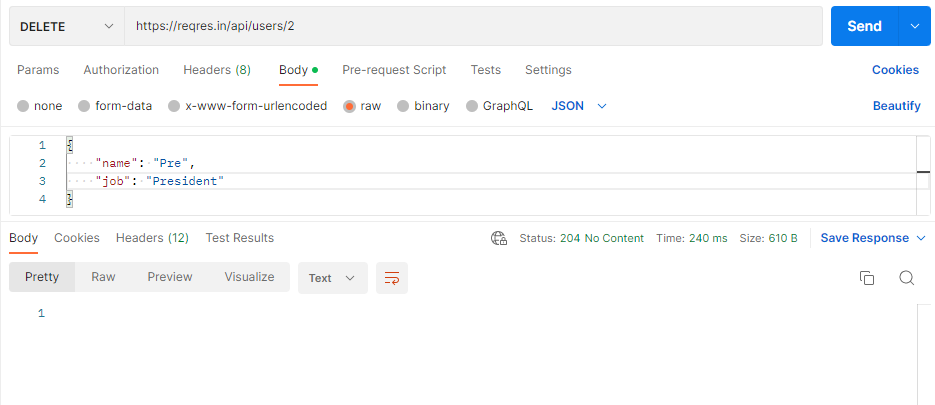 DELETE https://reqres.in/api/users/2 Send
Params Authorization Headers (8) Body Pre-request Script Tests Settings Cookies
none form-data x-www-form-urlencoded raw binary GraphQL JSON Beautify
1 {
2 "name": "Pre",
3 "job": "President"
4 }
Body Cookies Headers (12) Test Results Status: 204 No Content Time: 240 ms Size: 610 B Save Response
Pretty Raw Preview Visualize Text
1